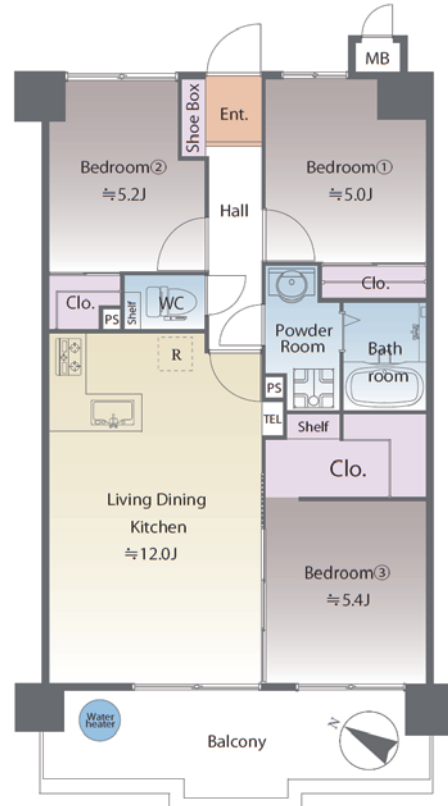 MB
Shoe Box
Ent.
Bedroom②
≒5.2J
Bedroom①
≒5.0J
Hall
Clo.
PS
Shelf
WC
Clo.
Powder
Room
Bath
room
R
PS
TEL
Shelf
Clo.
Living Dining
Kitchen
≒12.0J
Bedroom③
≒5.4J
Water
heater
Balcony
N